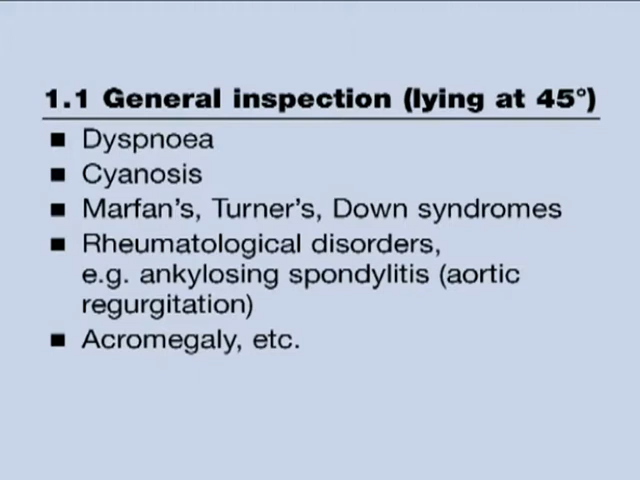 1.1 General inspection (lying at 45°)
■ Dyspnoea
■ Cyanosis
■ Marfan's, Turner's, Down syndromes
■ Rheumatological disorders,
e.g. ankylosing spondylitis (aortic
regurgitation)
■ Acromegaly, etc.